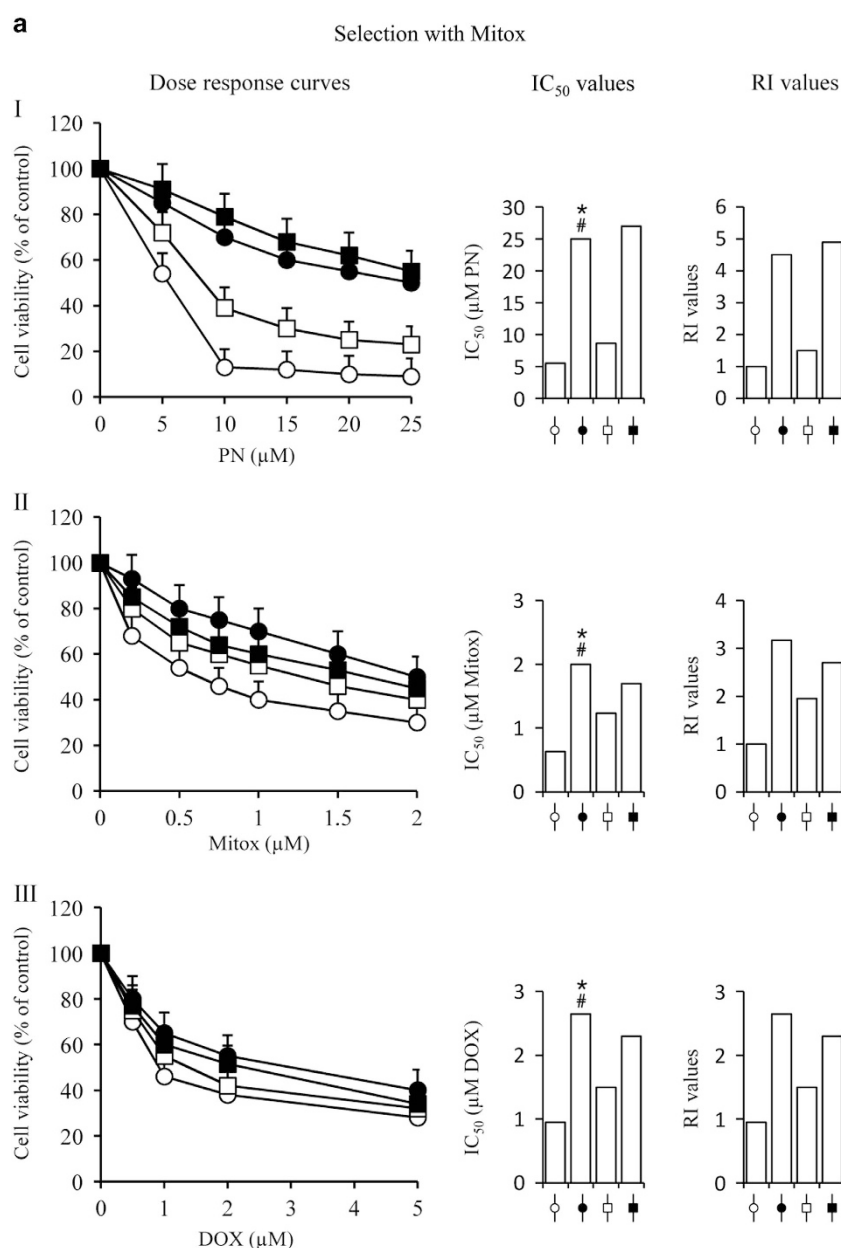 a
Selection with Mitox
Dose response curves
IC50 values
RI values
I
Cell viability (% of control)
120
100
80
60
40
20
0
0 5 10 15 20 25
PN (µM)
IC50 (µM PN)
30
25
20
15
10
5
0
*
#
RI values
6
5
4
3
2
1
0
II
Cell viability (% of control)
120
100
80
60
40
20
0
0 0.5 1 1.5 2
Mitox (µM)
IC50 (µM Mitox)
3
2
1
0
*
#
RI values
4
3
2
1
0
III
Cell viability (% of control)
120
100
80
60
40
20
0
0 1 2 3 4 5
DOX (µM)
IC50 (µM DOX)
3
2
1
0
*
#
RI values
3
2
1
0